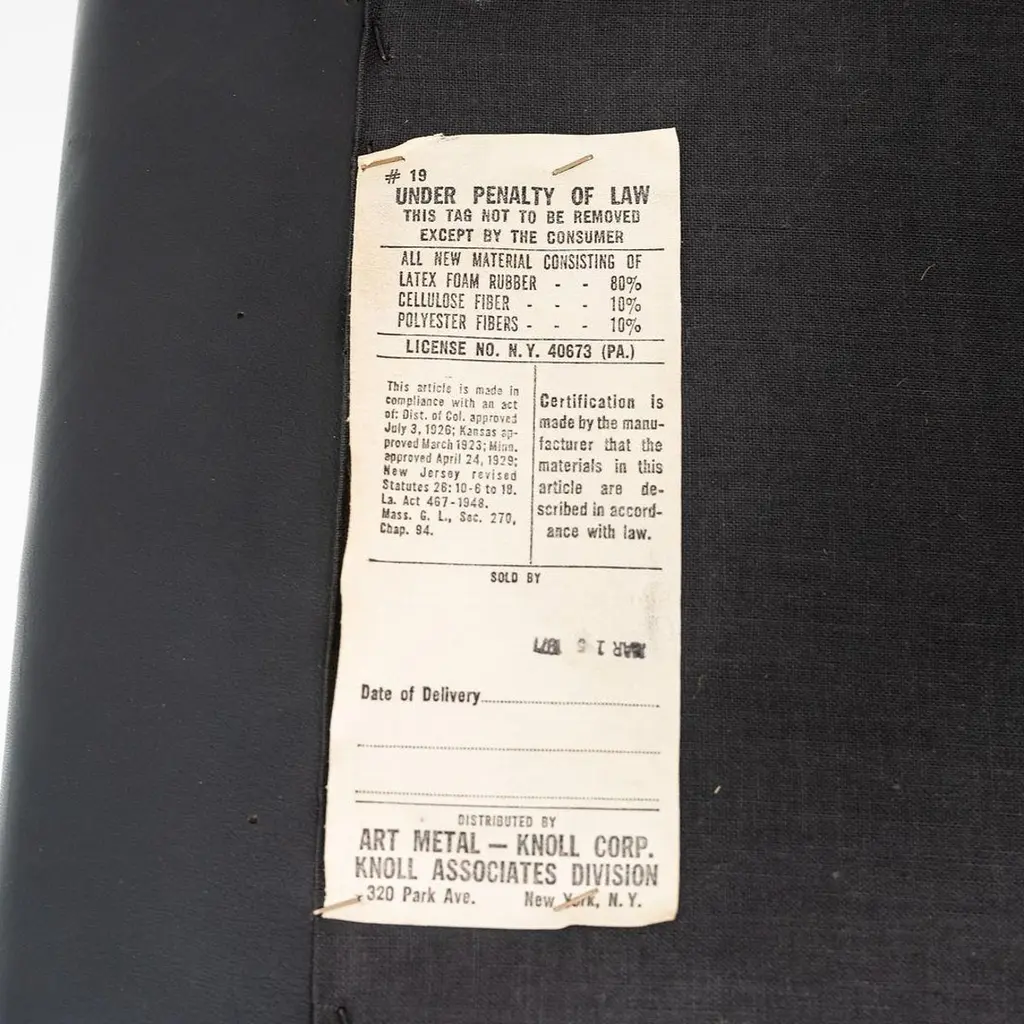 # 19
UNDER PENALTY OF LAW
THIS TAG NOT TO BE REMOVED
EXCEPT BY THE CONSUMER
ALL NEW MATERIAL CONSISTING OF
LATEX FOAM RUBBER - - 80%
CELLULOSE FIBER - - - 10%
POLYESTER FIBERS - - - 10%
LICENSE NO. N.Y. 40673 (PA.)
This article is made in
compliance with an act
of: Dist. of Col. approved
July 3, 1926; Kansas ap-
proved March 1923; Minn.
approved April 24, 1929;
New Jersey revised
Statutes 26:10-6 to 18.
La. Act 467-1948.
Mass. G. L., Sec. 270,
Chap. 94.
Certification is
made by the manu-
facturer that the
materials in this
article are de-
scribed in accord-
ance with law.
SOLD BY
MAR 1 5 1971
Date of Delivery
DISTRIBUTED BY
ART METAL — KNOLL CORP.
KNOLL ASSOCIATES DIVISION
320 Park Ave. New York, N. Y.